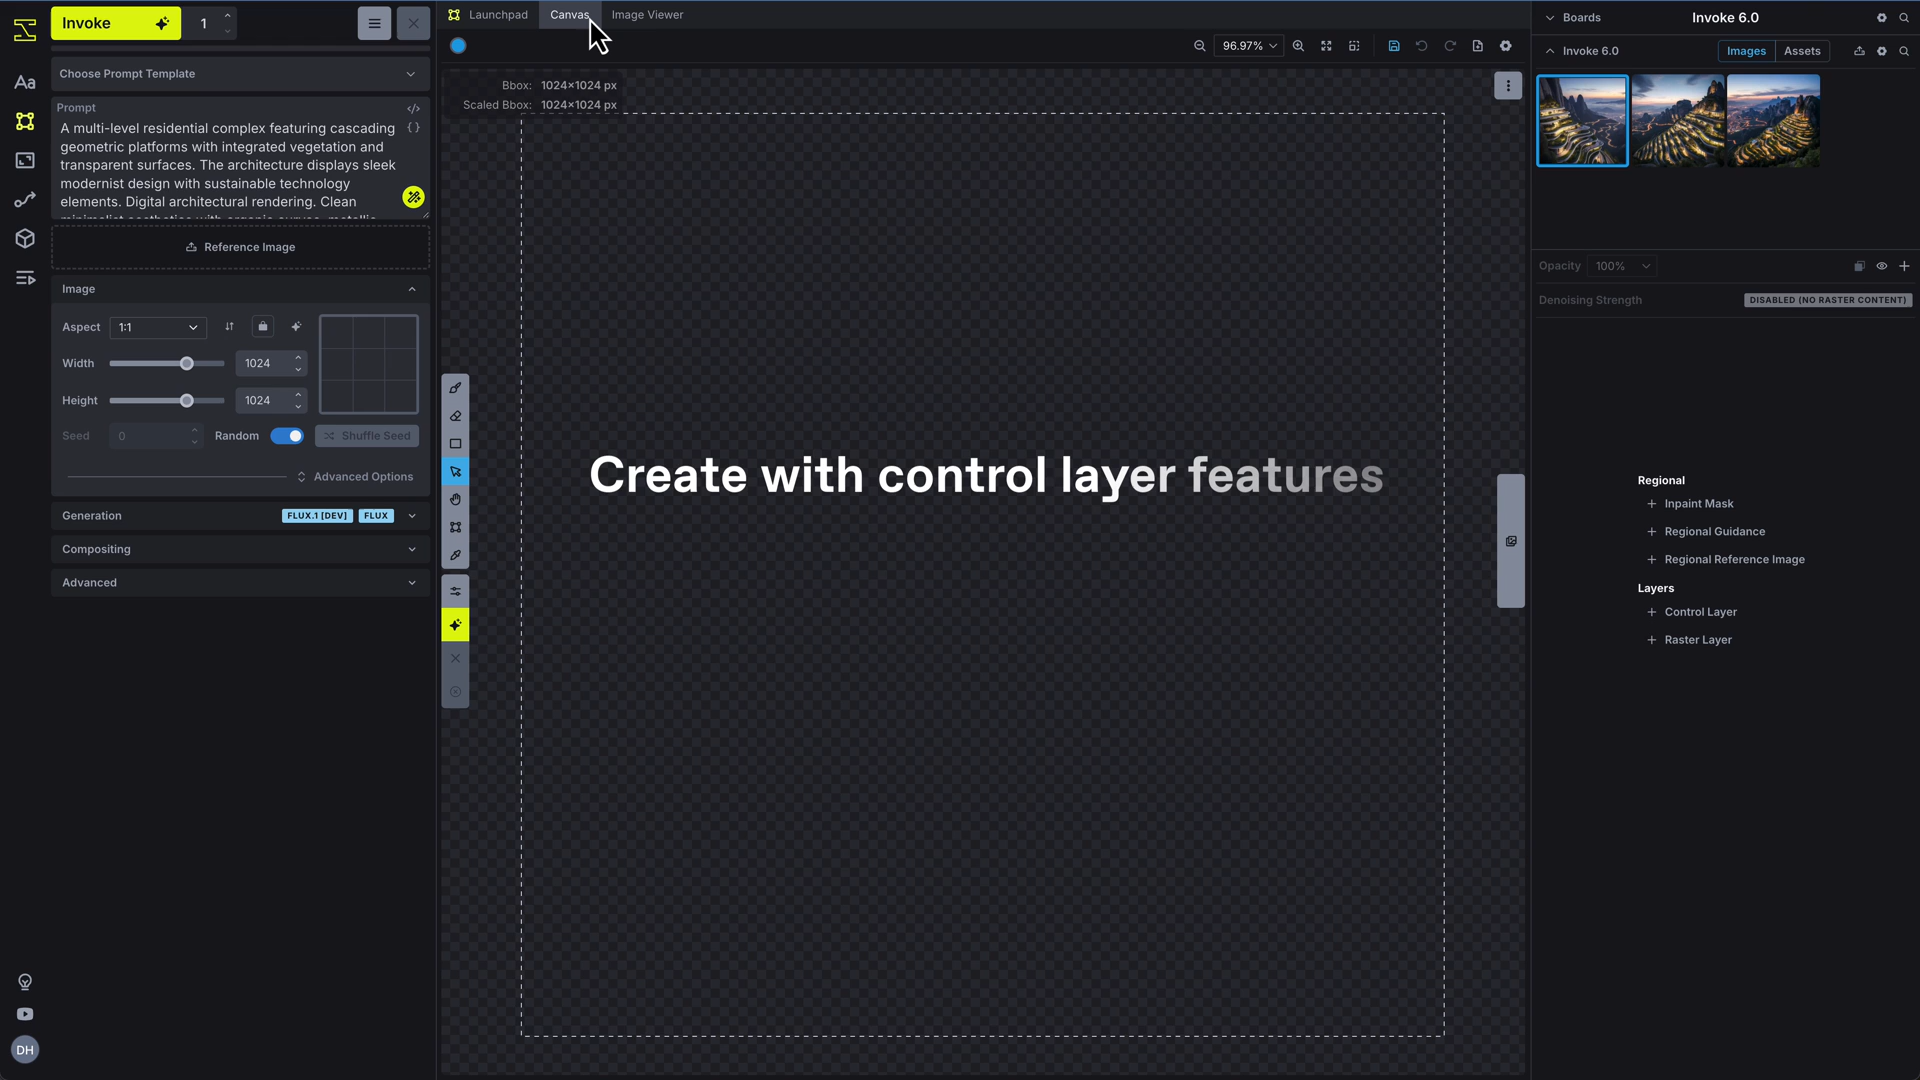 Invoke
1
Choose Prompt Template
Prompt
A multi-level residential complex featuring cascading
geometric platforms with integrated vegetation and
transparent surfaces. The architecture displays sleek
modernist design with sustainable technology
elements. Digital architectural rendering. Clean
Reference Image
Image
Aspect
1:1
Width
1024
Height
1024
Seed
0
Random
Shuffle Seed
Advanced Options
Generation
FLUX.1 [DEV]
FLUX
Compositing
Advanced
Aa
DH
Launchpad
Canvas
Image Viewer
96.97%
Bbox: 1024×1024 px
Scaled Bbox: 1024×1024 px
Create with control layer features
Boards
Invoke 6.0
Invoke 6.0
Images
Assets
Opacity
100%
Denoising Strength
DISABLED (NO RASTER CONTENT)
Regional
+ Inpaint Mask
+ Regional Guidance
+ Regional Reference Image
Layers
+ Control Layer
+ Raster Layer